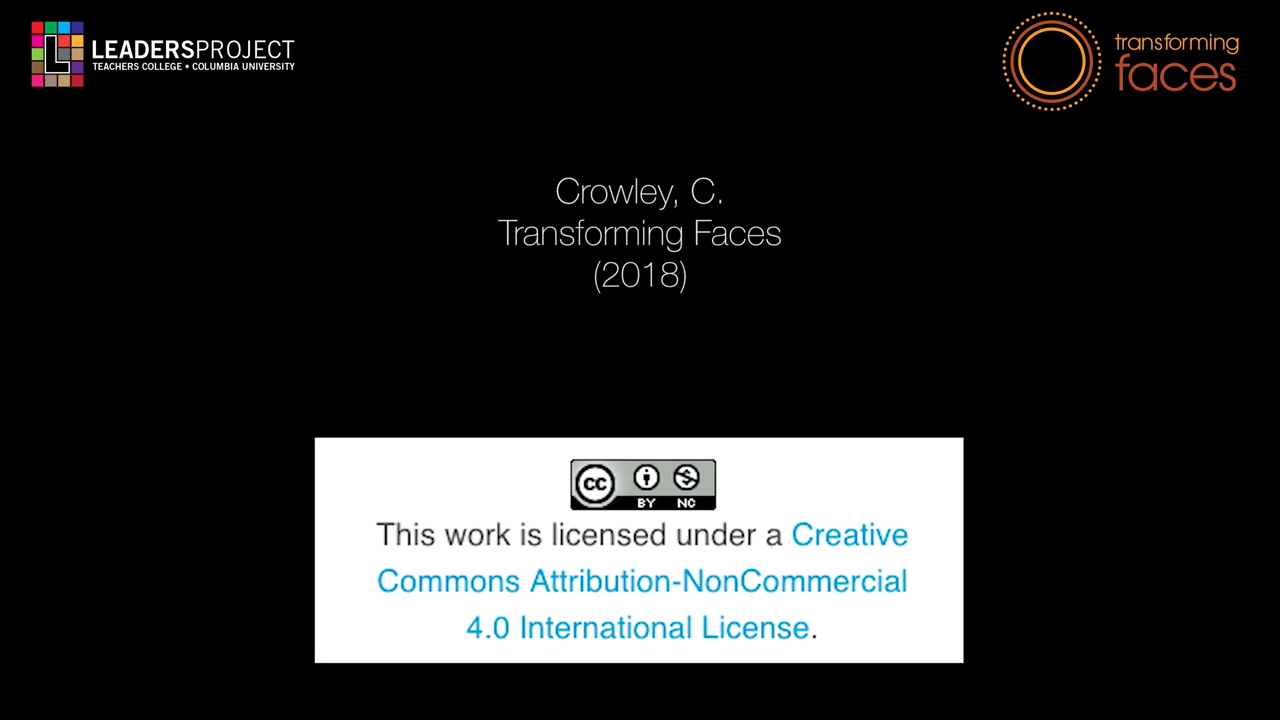 LEADERSPROJECT
TEACHERS COLLEGE • COLUMBIA UNIVERSITY
transforming
faces
Crowley, C.
Transforming Faces
(2018)
cc BY NC
This work is licensed under a Creative
Commons Attribution-NonCommercial
4.0 International License.